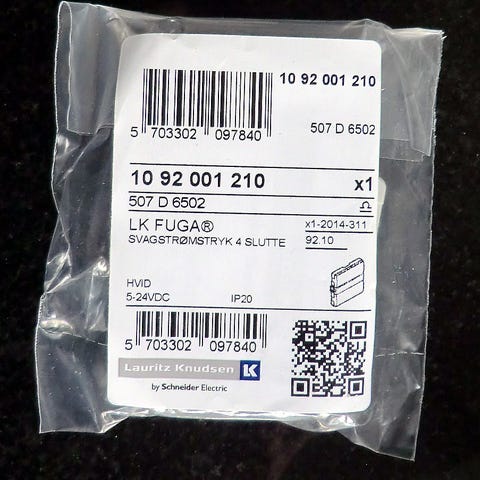 10 92 001 210
5 703302 097840
507 D 6502
10 92 001 210 x1
507 D 6502
LK FUGA® x1-2014-311
SVAGSTRØMSTRYK 4 SLUTTE 92.10
HVID
5-24VDC IP20
5 703302 097840
Lauritz Knudsen LK
by Schneider Electric